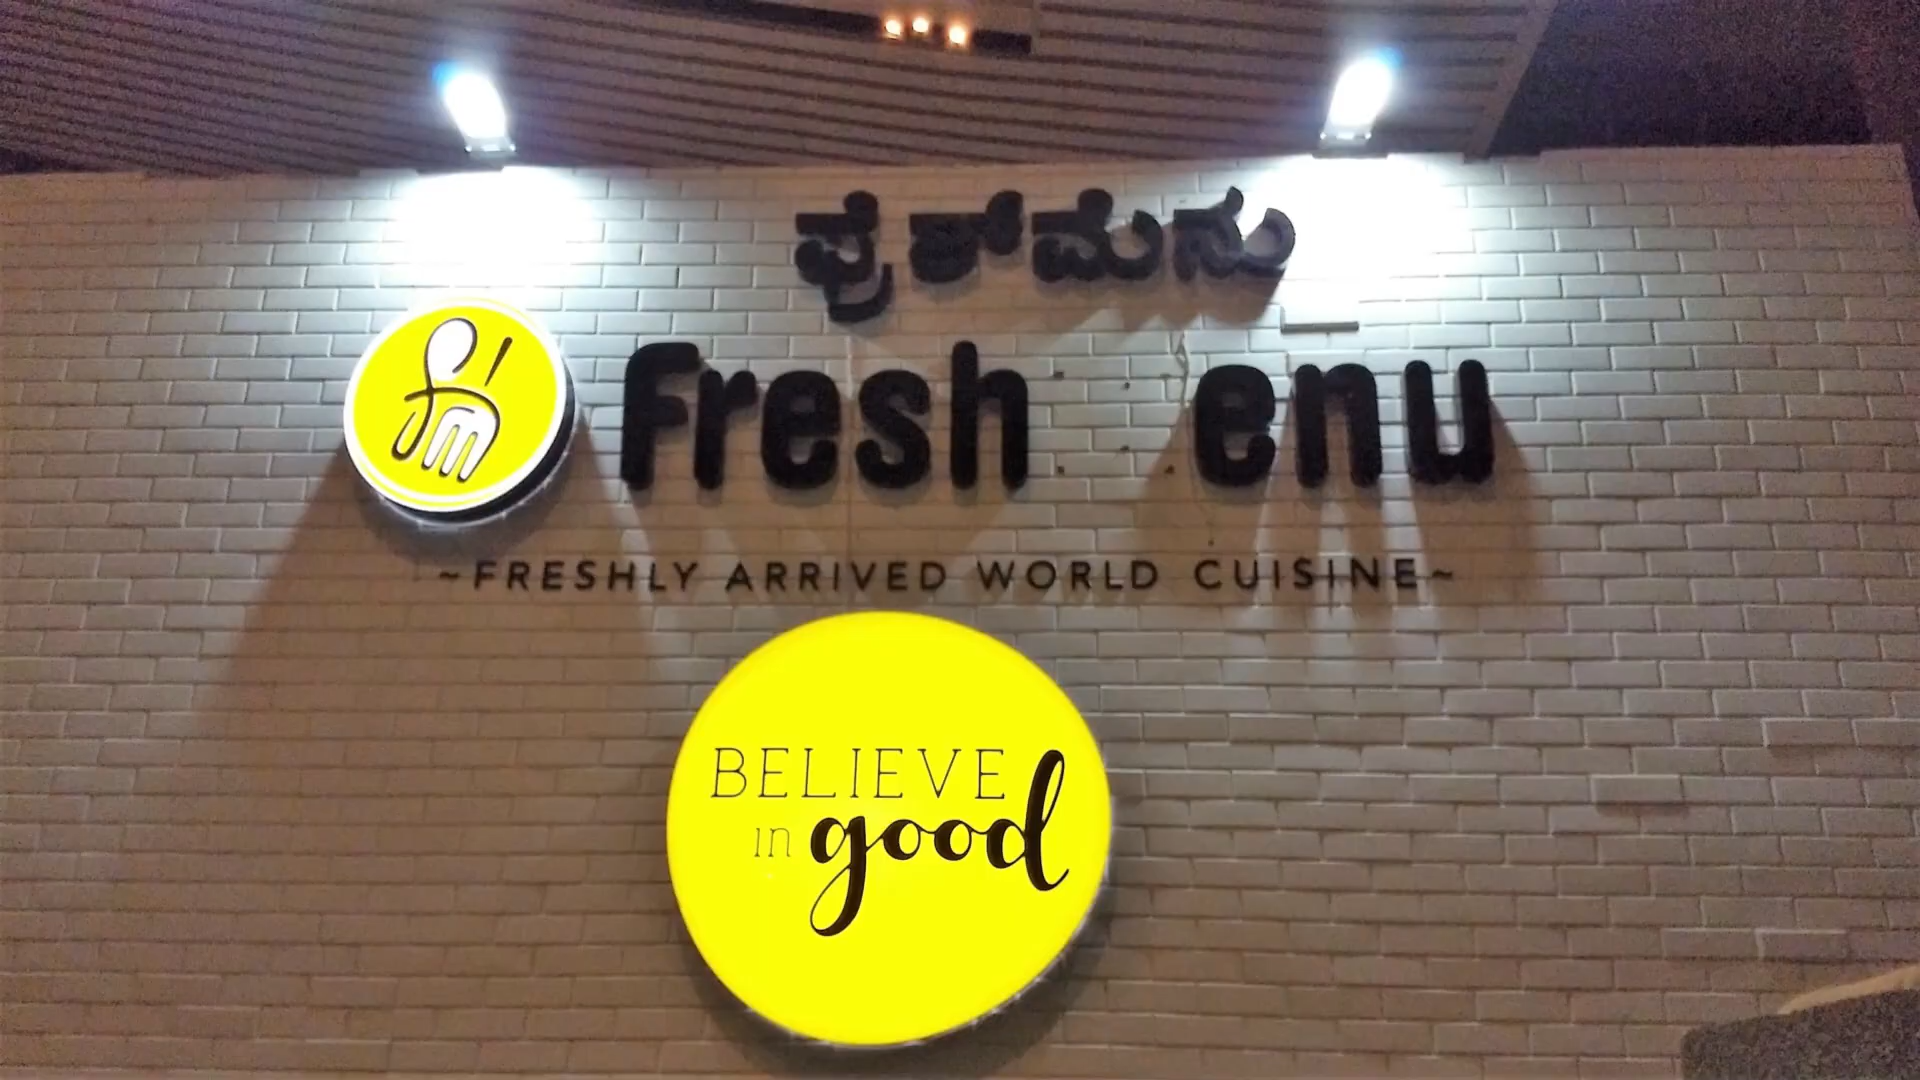 ಫ್ರೆಶ್‌ಮೆನು
fresh enu
~FRESHLY ARRIVED WORLD CUISINE~
BELIEVE
in good